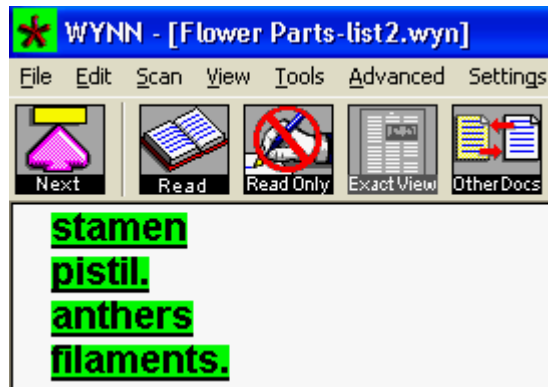 WYNN - [Flower Parts-list2.wyn]
File Edit Scan View Tools Advanced Settings
Next Read Read Only Exact View Other Docs
stamen
pistil.
anthers
filaments.